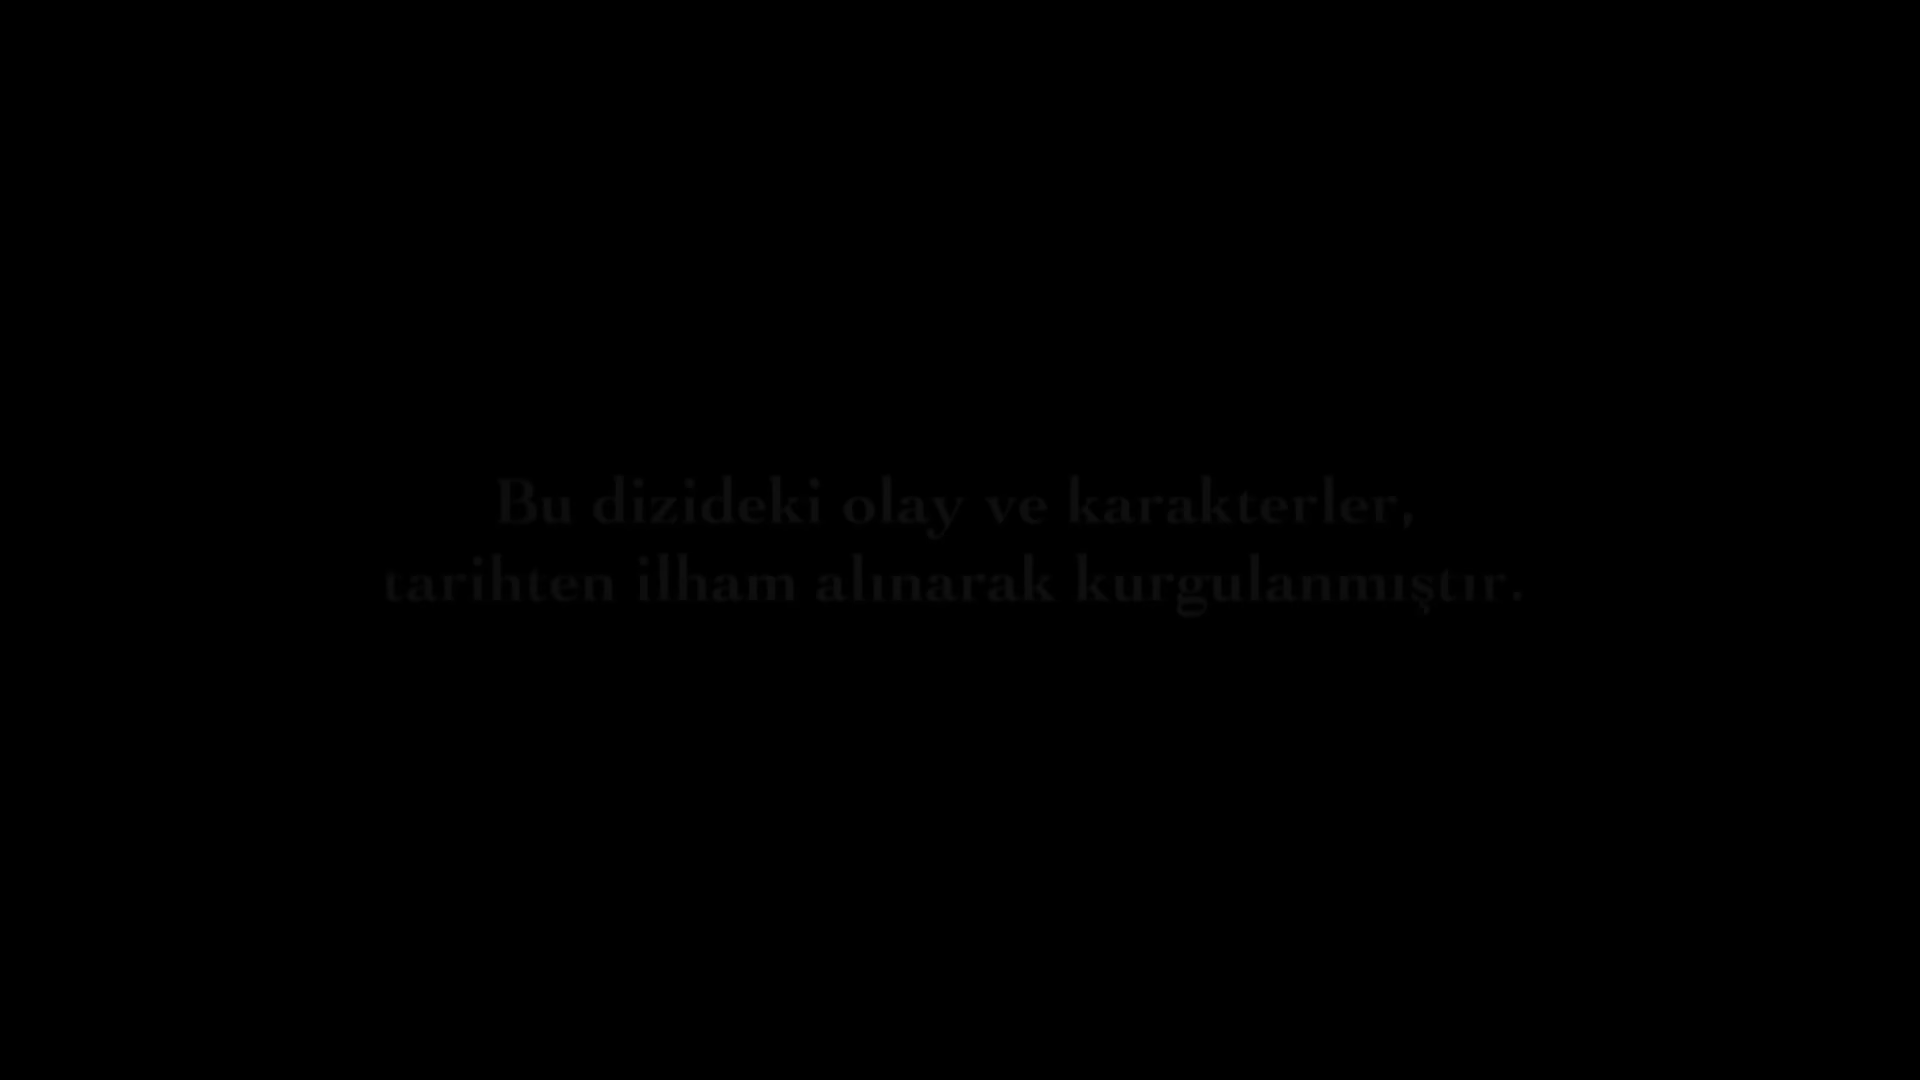 Bu dizideki olay ve karakterler,
tarihten ilham alınarak kurgulanmıştır.